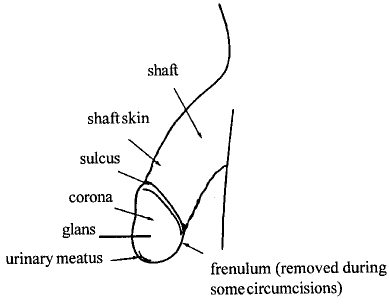 shaft
shaft skin
sulcus
corona
glans
urinary meatus
frenulum (removed during
some circumcisions)